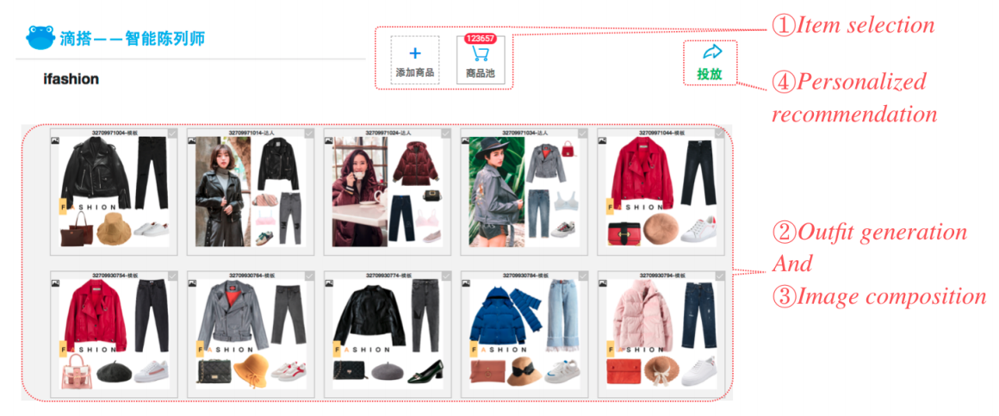 滴搭——智能陈列师
ifashion
+
添加商品
123657
商品池
投放
①Item selection
④Personalized
recommendation
②Outfit generation
And
③Image composition
32709971004-模板
32709971014-达人
32709971024-达人
32709971034-达人
32709971044-模板
FASHION
FASHION
32709930754-模板
32709930764-模板
32709930774-模板
32709930784-模板
32709930794-模板
FASHION
FASHION
FASHION
FASHION
FASHION